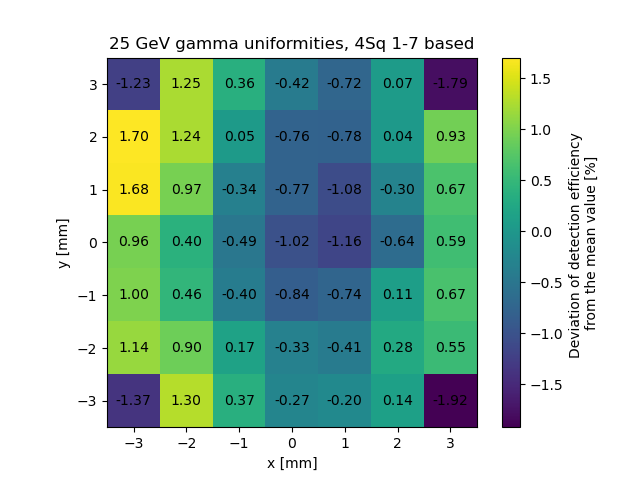 25 GeV gamma uniformities, 4Sq 1-7 based
3 -1.23 1.25 0.36 -0.42 -0.72 0.07 -1.79
2 1.70 1.24 0.05 -0.76 -0.78 0.04 0.93
1 1.68 0.97 -0.34 -0.77 -1.08 -0.30 0.67
0 0.96 0.40 -0.49 -1.02 -1.16 -0.64 0.59
−1 1.00 0.46 -0.40 -0.84 -0.74 0.11 0.67
−2 1.14 0.90 0.17 -0.33 -0.41 0.28 0.55
−3 -1.37 1.30 0.37 -0.27 -0.20 0.14 -1.92
−3 −2 −1 0 1 2 3
x [mm]
y [mm]
1.5
1.0
0.5
0.0
−0.5
−1.0
−1.5
Deviation of detection efficiency
from the mean value [%]